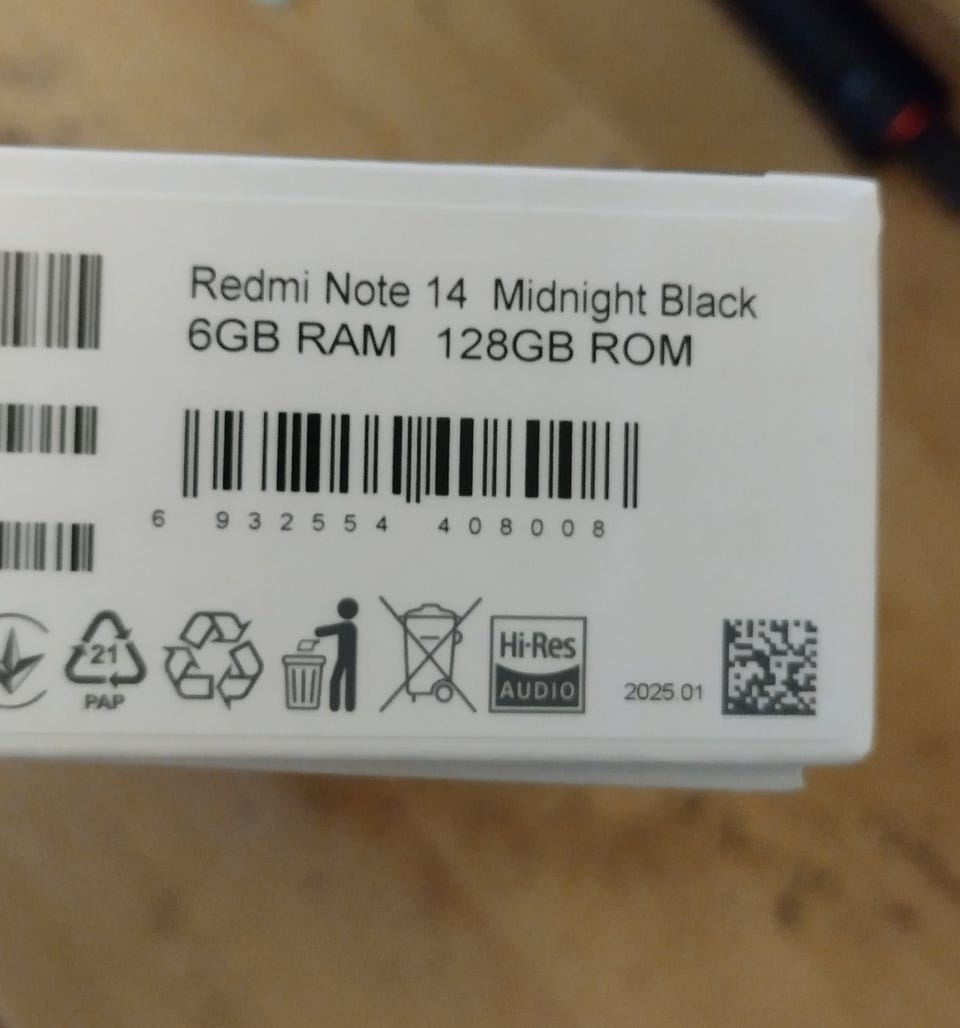 Redmi Note 14 Midnight Black
6GB RAM 128GB ROM
6 932554 408008
21
PAP
Hi-Res
AUDIO
2025.01